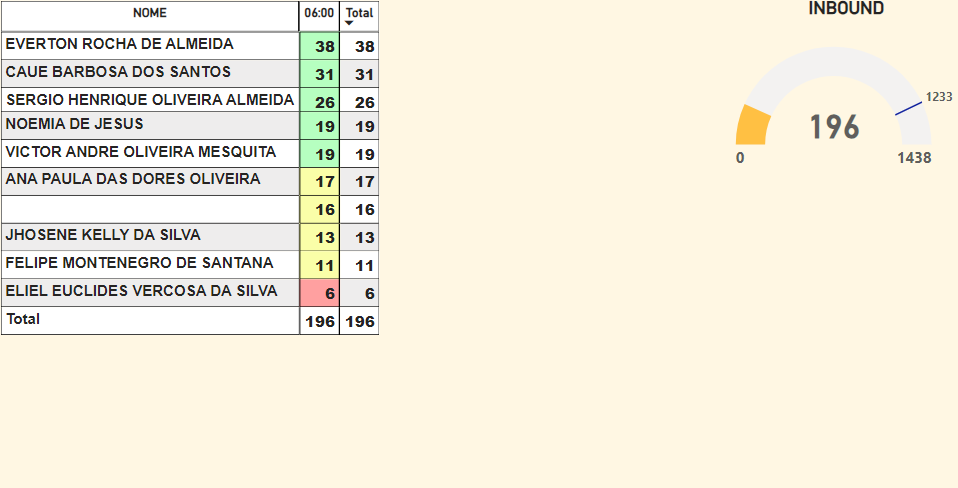 NOME 06:00 Total
EVERTON ROCHA DE ALMEIDA 38 38
CAUE BARBOSA DOS SANTOS 31 31
SERGIO HENRIQUE OLIVEIRA ALMEIDA 26 26
NOEMIA DE JESUS 19 19
VICTOR ANDRE OLIVEIRA MESQUITA 19 19
ANA PAULA DAS DORES OLIVEIRA 17 17
16 16
JHOSENE KELLY DA SILVA 13 13
FELIPE MONTENEGRO DE SANTANA 11 11
ELIEL EUCLIDES VERCOSA DA SILVA 6 6
Total 196 196
INBOUND
1233
196
0 1438